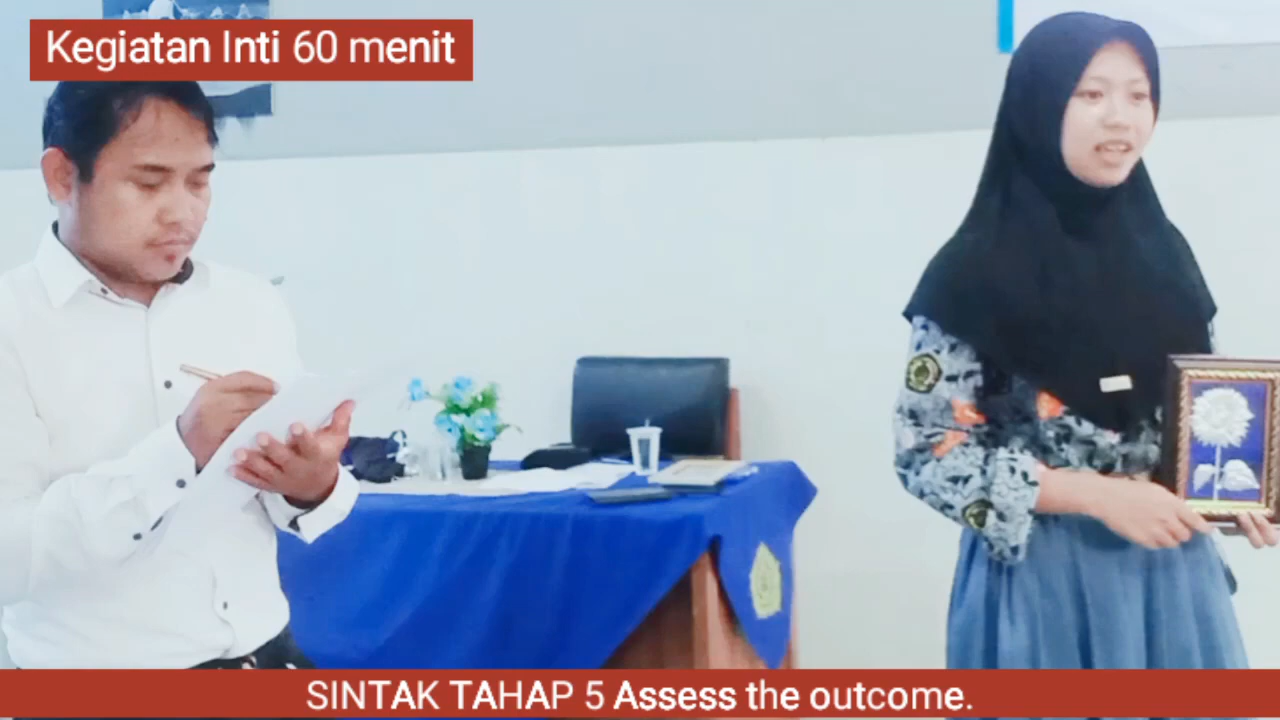 Kegiatan Inti 60 menit
SINTAK TAHAP 5 Assess the outcome.